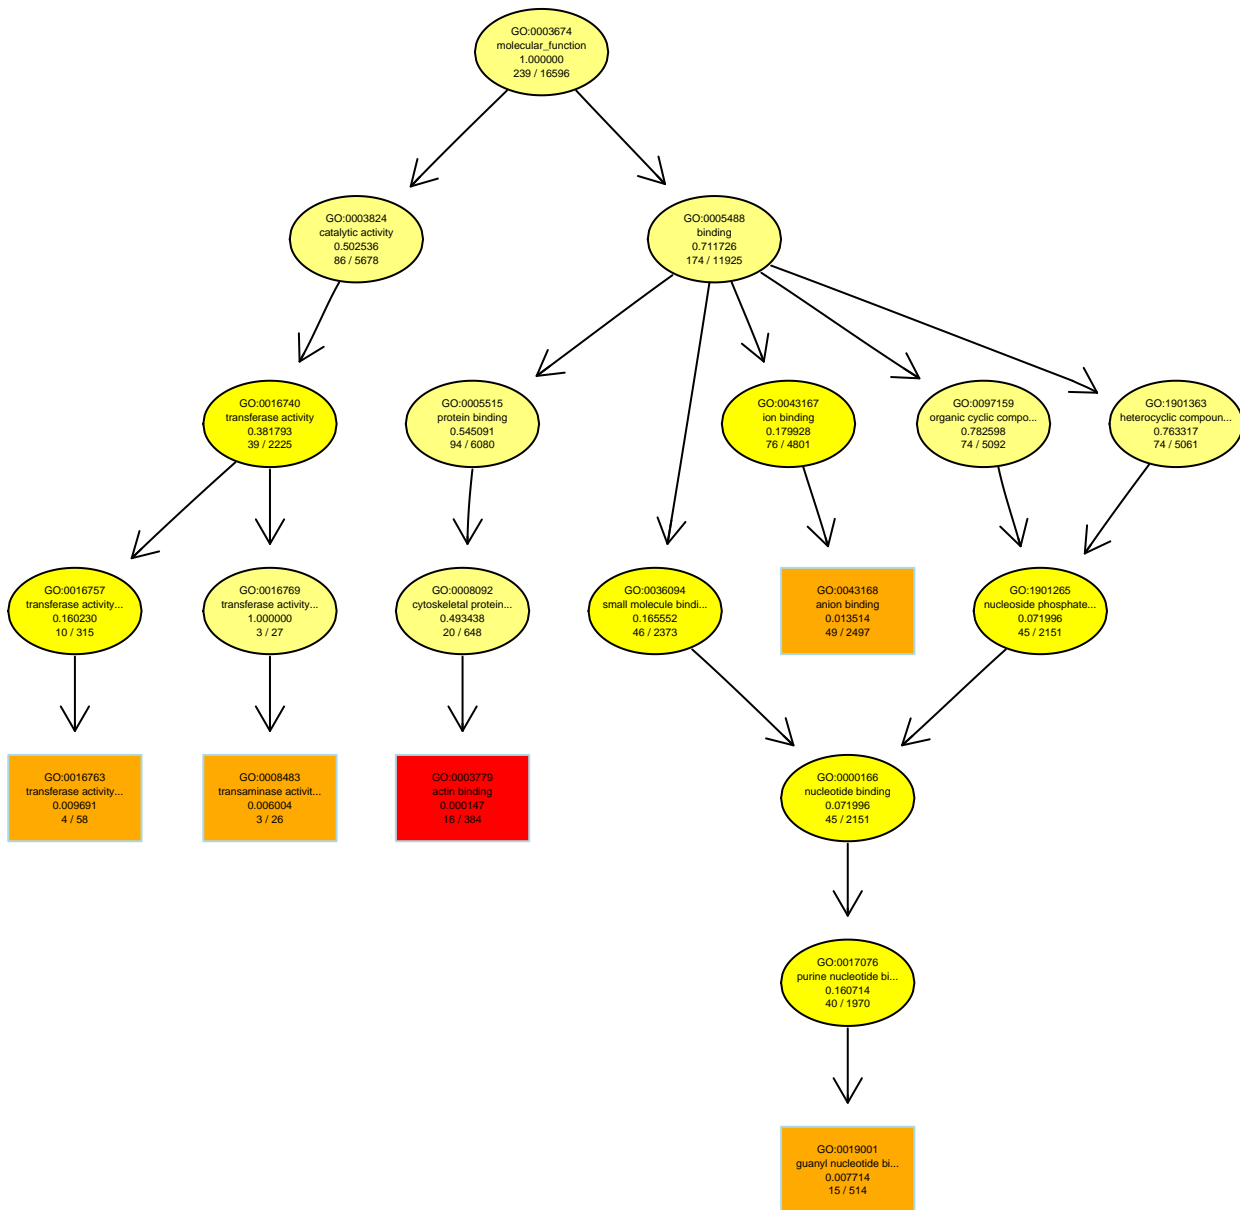 GO:0003674
molecular_function
1.000000
239 / 16596
GO:0003824
catalytic activity
0.502536
86 / 5678
GO:0005488
binding
0.711726
174 / 11925
GO:0016740
transferase activity
0.381793
39 / 2225
GO:0005515
protein binding
0.545091
94 / 6080
GO:0043167
ion binding
0.179928
76 / 4801
GO:0097159
organic cyclic compo...
0.782598
74 / 5092
GO:1901363
heterocyclic compoun...
0.763317
74 / 5061
GO:0016757
transferase activity...
0.160230
10 / 315
GO:0016769
transferase activity...
1.000000
3 / 27
GO:0008092
cytoskeletal protein...
0.493438
20 / 648
GO:0036094
small molecule bindi...
0.165552
46 / 2373
GO:0043168
anion binding
0.013514
49 / 2497
GO:1901265
nucleoside phosphate...
0.071996
45 / 2151
GO:0016763
transferase activity...
0.009691
4 / 58
GO:0008483
transaminase activit...
0.006004
3 / 26
GO:0003779
actin binding
0.000147
16 / 384
GO:0000166
nucleotide binding
0.071996
45 / 2151
GO:0017076
purine nucleotide bi...
0.160714
40 / 1970
GO:0019001
guanyl nucleotide bi...
0.007714
15 / 514